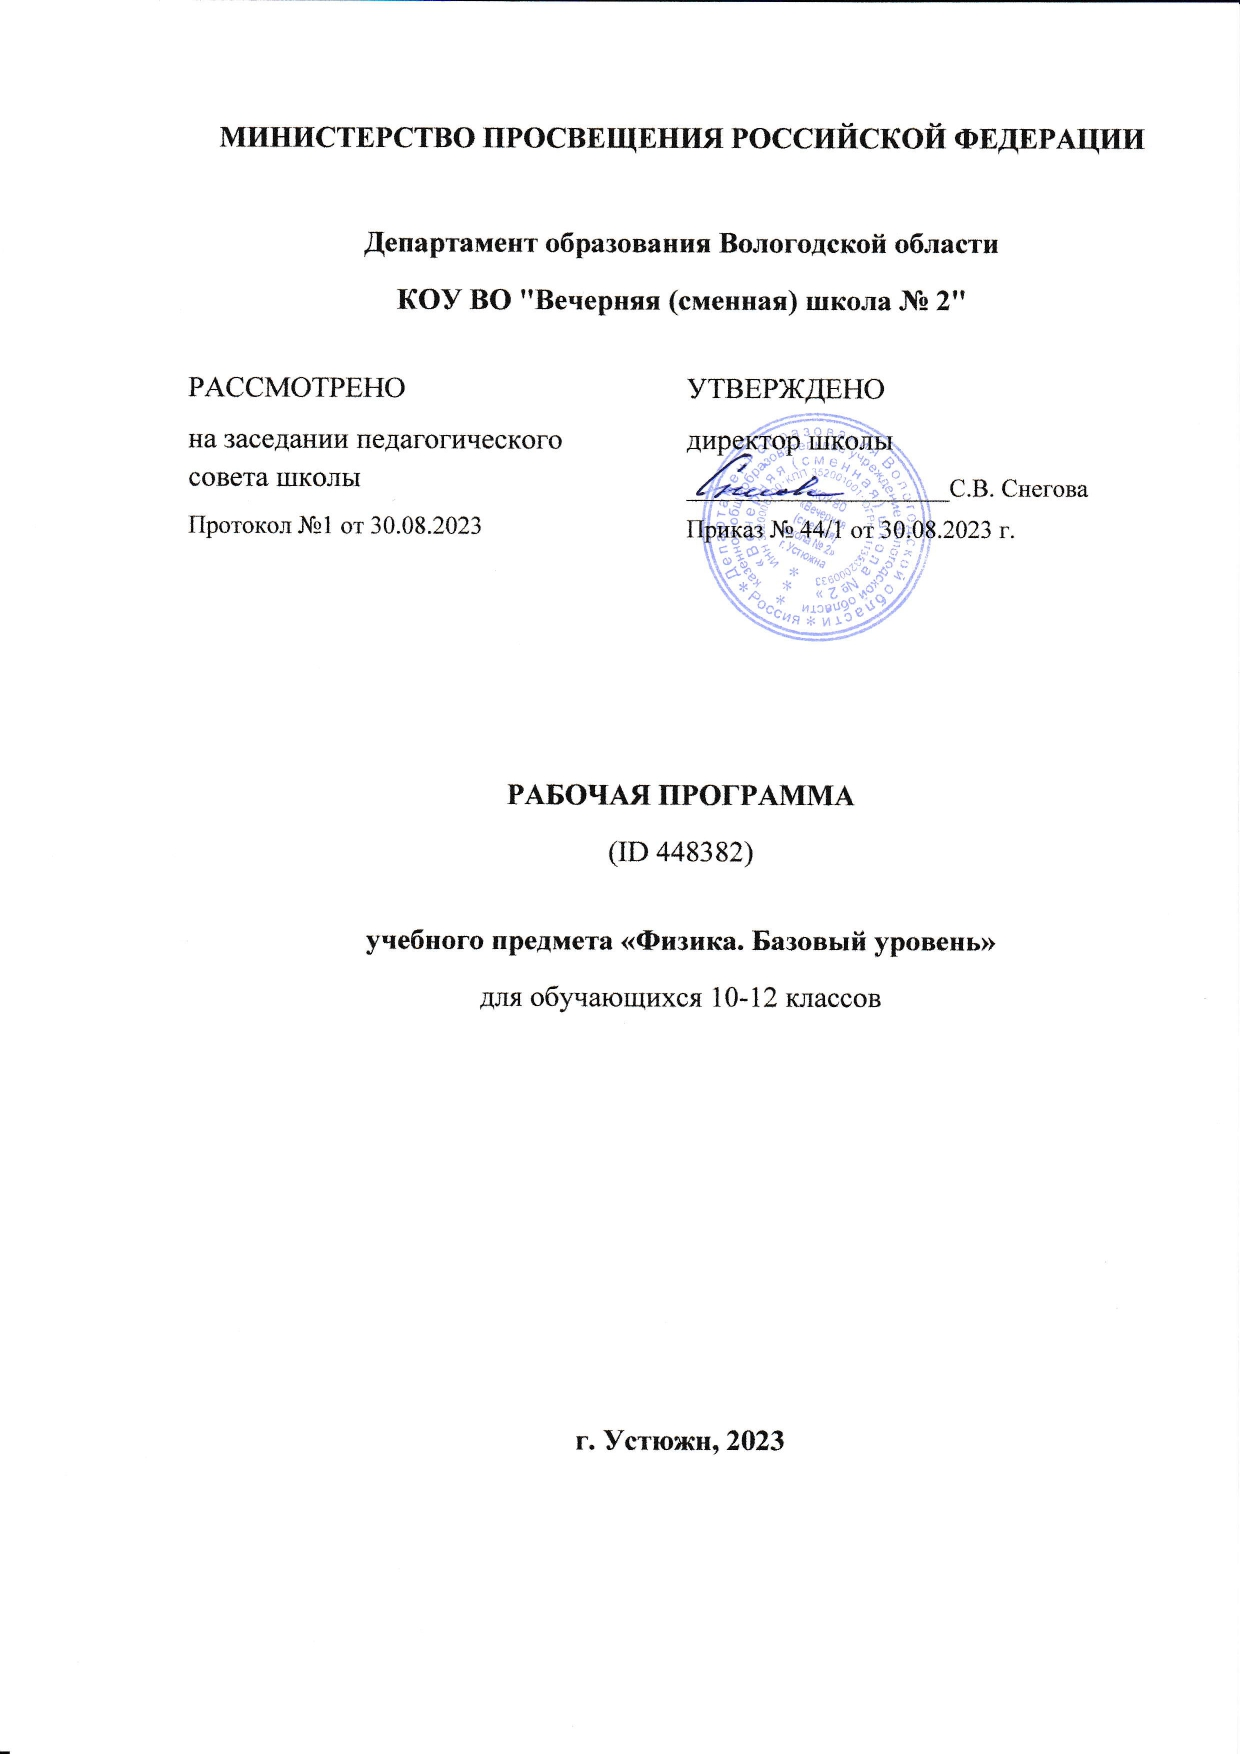 МИНИСТЕРСТВО ПРОСВЕЩЕНИЯ РОССИЙСКОЙ ФЕДЕРАЦИИ
Департамент образования Вологодской области
КОУ ВО "Вечерняя (сменная) школа № 2"
РАССМОТРЕНО
на заседании педагогического
совета школы
Протокол №1 от 30.08.2023
УТВЕРЖДЕНО
директор школы
С.В. Снегова
Приказ № 44/1 от 30.08.2023 г.
РАБОЧАЯ ПРОГРАММА
(ID 448382)
учебного предмета «Физика. Базовый уровень»
для обучающихся 10-12 классов
г. Устюжн, 2023